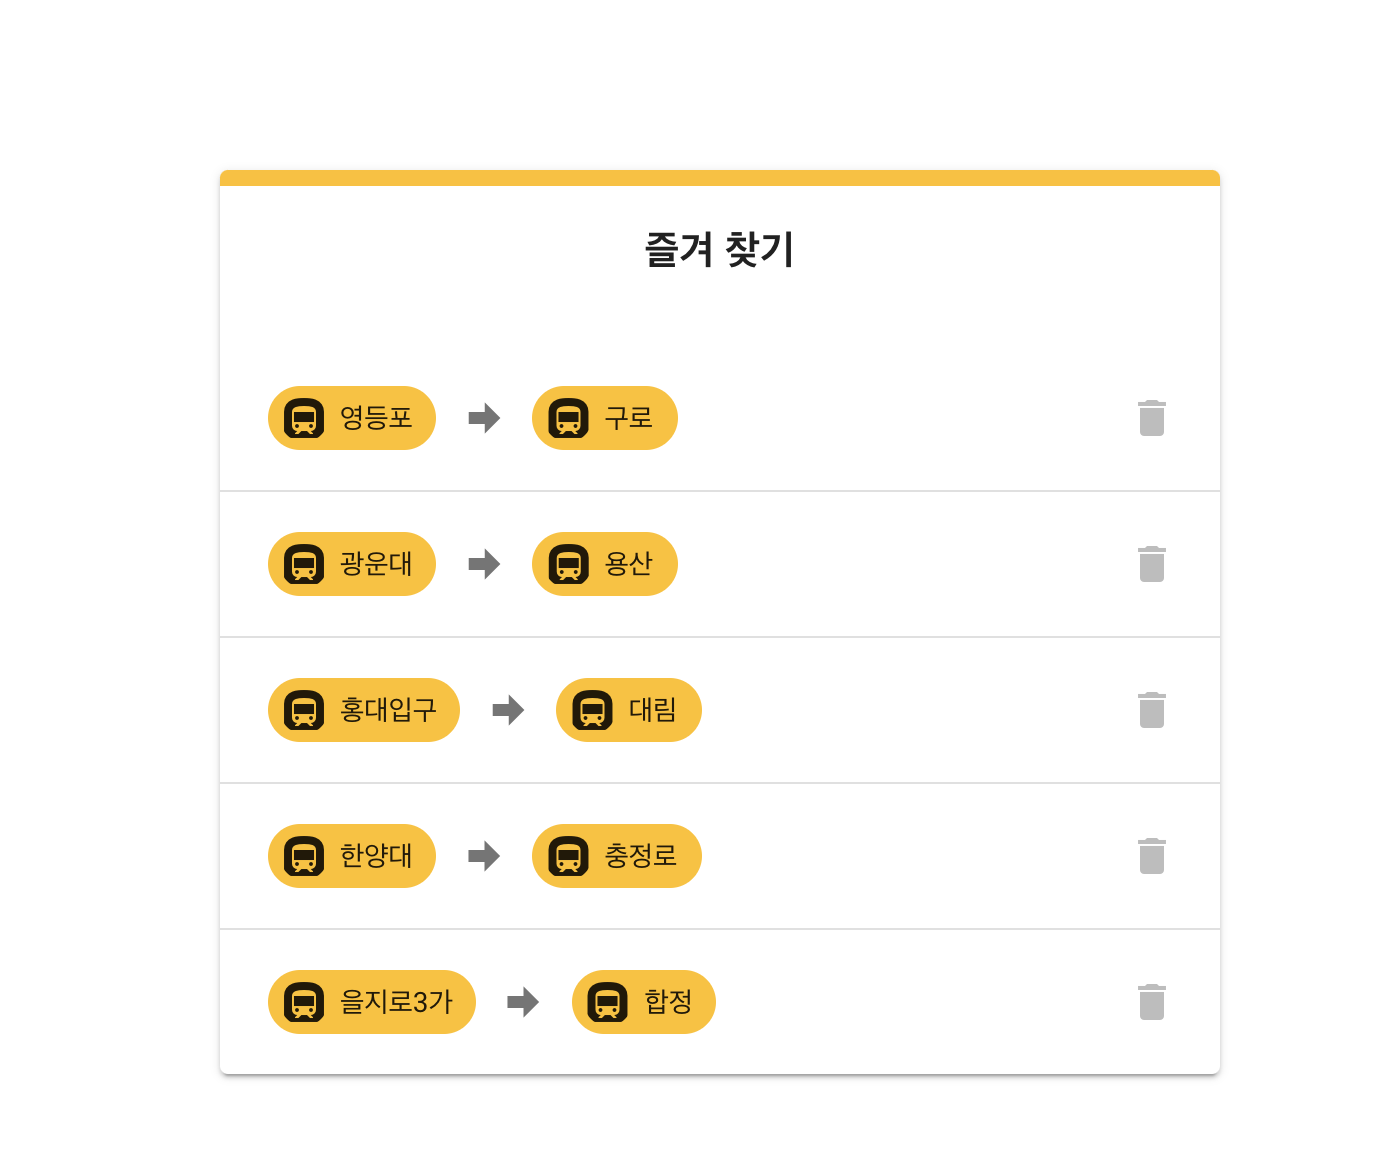 즐겨 찾기
영등포 구로
광운대 용산
홍대입구 대림
한양대 충정로
을지로3가 합정